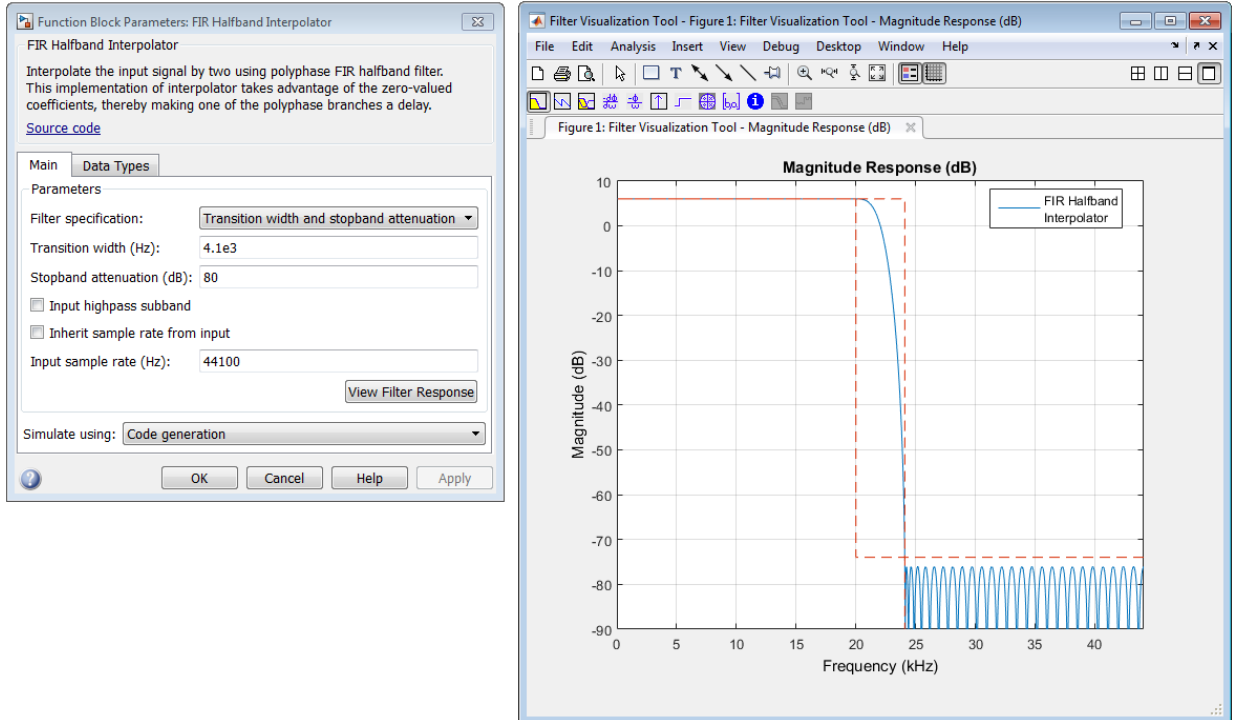 Function Block Parameters: FIR Halfband Interpolator
FIR Halfband Interpolator
Interpolate the input signal by two using polyphase FIR halfband filter.
This implementation of interpolator takes advantage of the zero-valued
coefficients, thereby making one of the polyphase branches a delay.
Source code
Main Data Types
Parameters
Filter specification: Transition width and stopband attenuation
Transition width (Hz): 4.1e3
Stopband attenuation (dB): 80
Input highpass subband
Inherit sample rate from input
Input sample rate (Hz): 44100
View Filter Response
Simulate using: Code generation
OK Cancel Help Apply
Filter Visualization Tool - Figure 1: Filter Visualization Tool - Magnitude Response (dB)
File Edit Analysis Insert View Debug Desktop Window Help
Figure 1: Filter Visualization Tool - Magnitude Response (dB)
Magnitude Response (dB)
FIR Halfband
Interpolator
10
0
-10
-20
-30
-40
-50
-60
-70
-80
-90
Magnitude (dB)
0 5 10 15 20 25 30 35 40
Frequency (kHz)